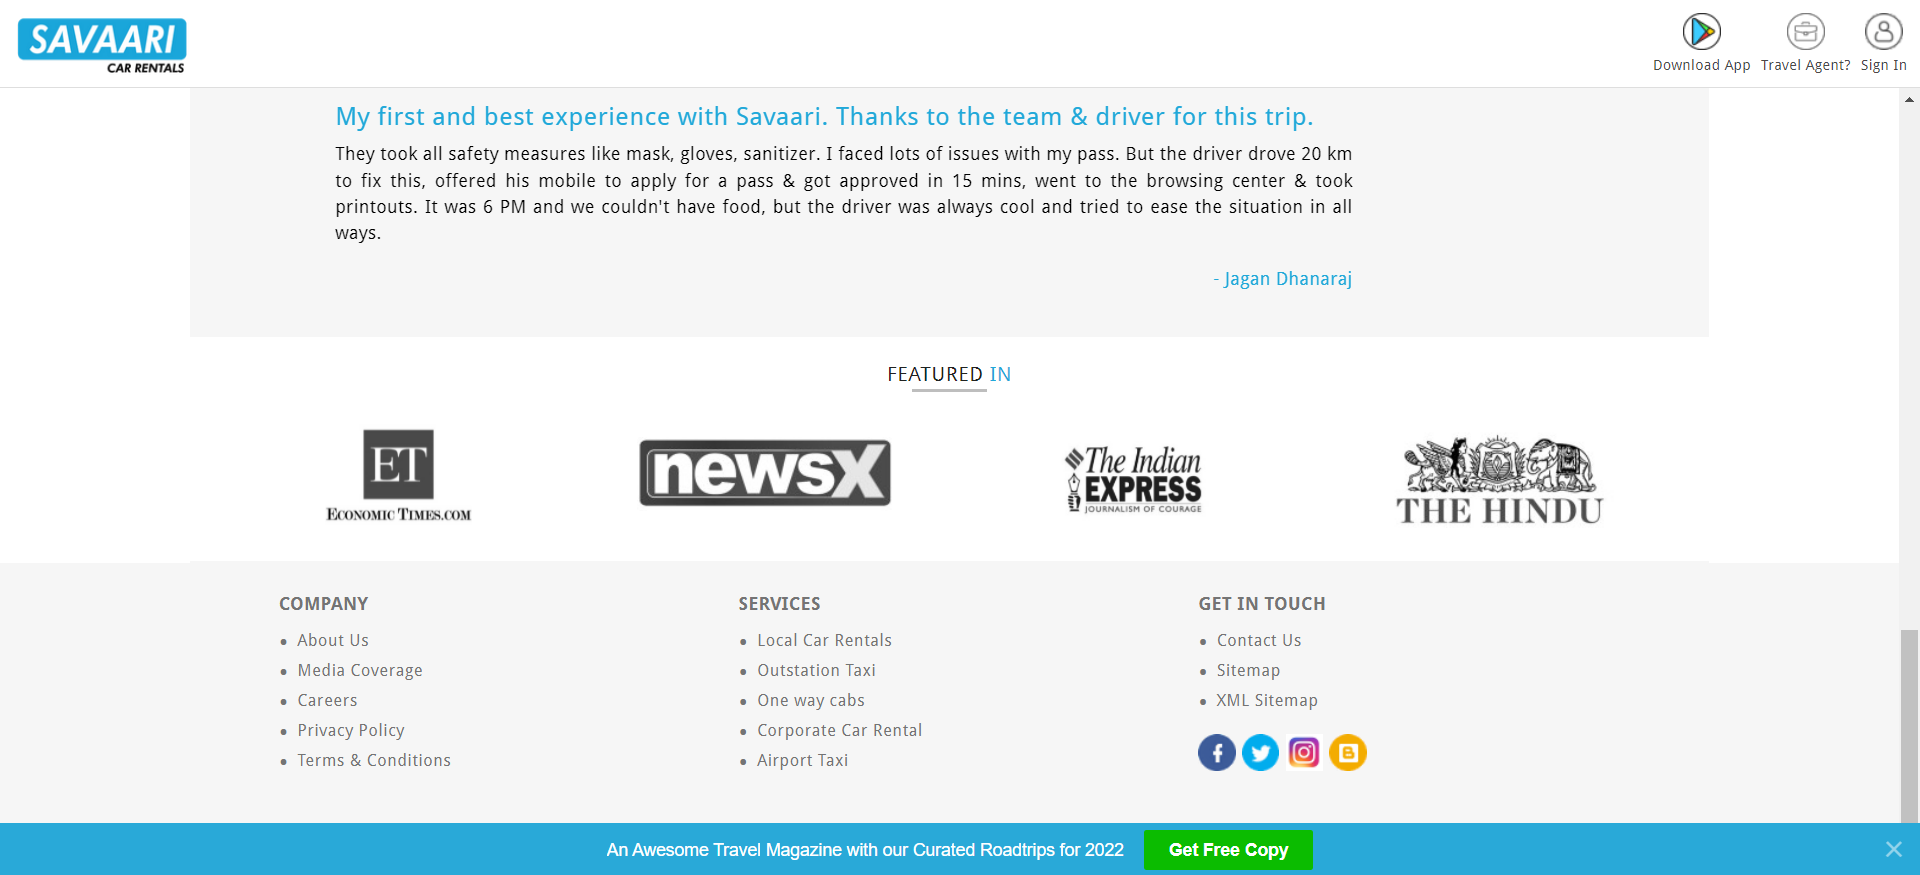 SAVAARI
CAR RENTALS
Download App
Travel Agent?
Sign In
My first and best experience with Savaari. Thanks to the team & driver for this trip.
They took all safety measures like mask, gloves, sanitizer. I faced lots of issues with my pass. But the driver drove 20 km
to fix this, offered his mobile to apply for a pass & got approved in 15 mins, went to the browsing center & took
printouts. It was 6 PM and we couldn't have food, but the driver was always cool and tried to ease the situation in all
ways.
- Jagan Dhanaraj
FEATURED IN
ET
ECONOMIC TIMES.COM
newsX
The Indian
EXPRESS
JOURNALISM OF COURAGE
THE HINDU
COMPANY
About Us
Media Coverage
Careers
Privacy Policy
Terms & Conditions
SERVICES
Local Car Rentals
Outstation Taxi
One way cabs
Corporate Car Rental
Airport Taxi
GET IN TOUCH
Contact Us
Sitemap
XML Sitemap
An Awesome Travel Magazine with our Curated Roadtrips for 2022
Get Free Copy